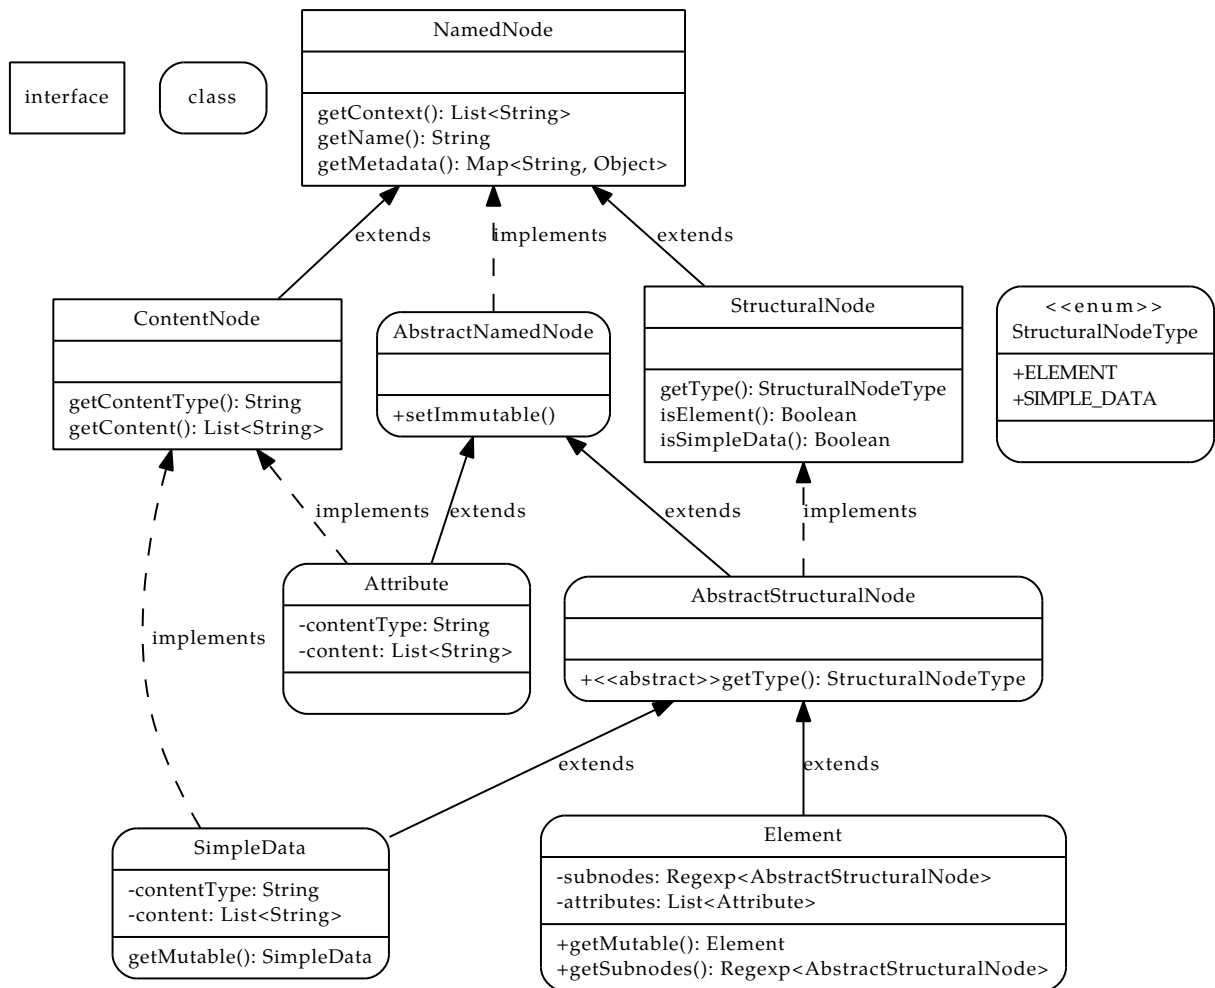 NamedNode
interface
class
getContext(): List<String>
getName(): String
getMetadata(): Map<String, Object>
extends
implements
extends
ContentNode
getContentType(): String
getContent(): List<String>
AbstractNamedNode
+setImmutable()
StructuralNode
getType(): StructuralNodeType
isElement(): Boolean
isSimpleData(): Boolean
<<enum>>
StructuralNodeType
+ELEMENT
+SIMPLE_DATA
implements
extends
extends
implements
Attribute
-contentType: String
-content: List<String>
AbstractStructuralNode
+<<abstract>>getType(): StructuralNodeType
implements
extends
extends
SimpleData
-contentType: String
-content: List<String>
getMutable(): SimpleData
Element
-subnodes: Regexp<AbstractStructuralNode>
-attributes: List<Attribute>
+getMutable(): Element
+getSubnodes(): Regexp<AbstractStructuralNode>